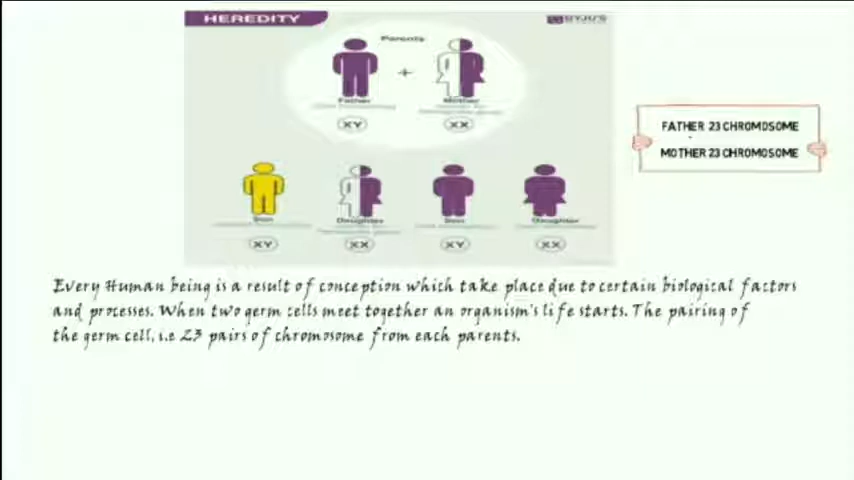 HEREDITY
BYJU'S
Parents
+
Father
Mother
XY
XX
Son
Daughter
Son
Daughter
XY
XX
XY
XX
FATHER 23 CHROMOSOME
MOTHER 23 CHROMOSOME
Every Human being is a result of conception which take place due to certain biological factors
and processes. When two germ cells meet together an organism's life starts. The pairing of
the germ cell, i.e 23 pairs of chromosome from each parents.